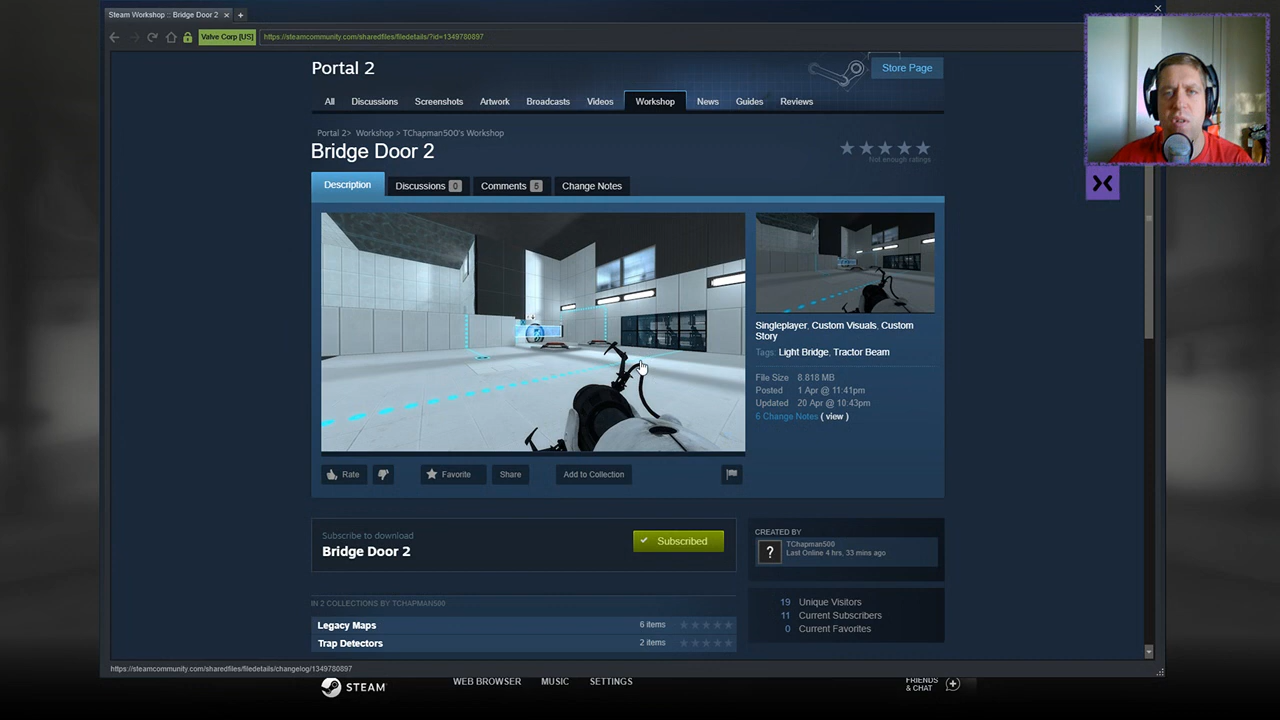 Steam Workshop :: Bridge Door 2
Valve Corp [US]
https://steamcommunity.com/sharedfiles/filedetails/?id=1349780897
Portal 2
Store Page
All
Discussions
Screenshots
Artwork
Broadcasts
Videos
Workshop
News
Guides
Reviews
Portal 2> Workshop > TChapman500's Workshop
Bridge Door 2
Not enough ratings
Description
Discussions 0
Comments 5
Change Notes
Singleplayer, Custom Visuals, Custom
Story
Tags: Light Bridge, Tractor Beam
File Size 8.818 MB
Posted 1 Apr @ 11:41pm
Updated 20 Apr @ 10:43pm
6 Change Notes ( view )
Rate
Favorite
Share
Add to Collection
Subscribe to download
Bridge Door 2
Subscribed
CREATED BY
TChapman500
Last Online 4 hrs, 33 mins ago
IN 2 COLLECTIONS BY TCHAPMAN500
Legacy Maps 6 items
Trap Detectors 2 items
19 Unique Visitors
11 Current Subscribers
0 Current Favorites
https://steamcommunity.com/sharedfiles/filedetails/changelog/1349780897
STEAM
WEB BROWSER
MUSIC
SETTINGS
FRIENDS
& CHAT